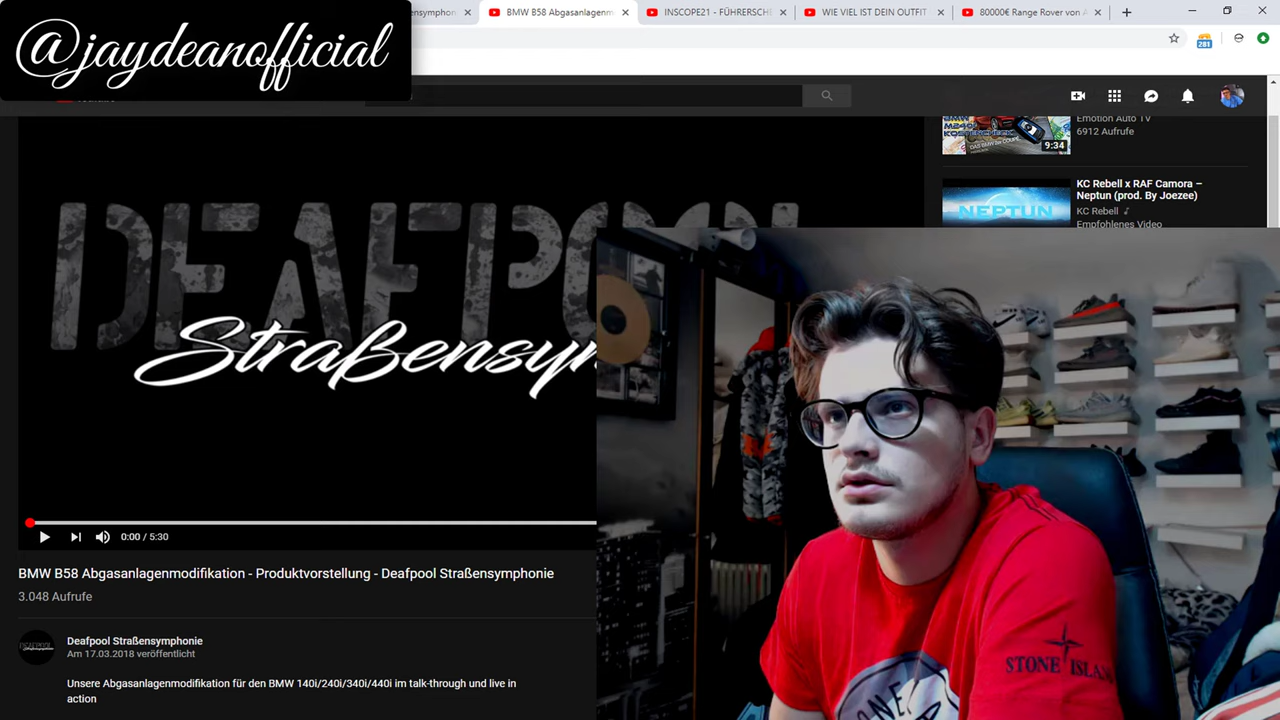 @jaydeanofficial
BMW B58 Abgasanlagenm
INSCOPE21 - FÜHRERSCHE
WIE VIEL IST DEIN OUTFIT
80000€ Range Rover von A
281
DEAFPOOL
Straßensym
Emotion Auto TV
6912 Aufrufe
9:34
KC Rebell x RAF Camora –
Neptun (prod. By Joezee)
KC Rebell
Empfohlenes Video
NEPTUN
0:00 / 5:30
BMW B58 Abgasanlagenmodifikation - Produktvorstellung - Deafpool Straßensymphonie
3.048 Aufrufe
Deafpool Straßensymphonie
Am 17.03.2018 veröffentlicht
Unsere Abgasanlagenmodifikation für den BMW 140i/240i/340i/440i im talk-through und live in
action
STONE ISLAND